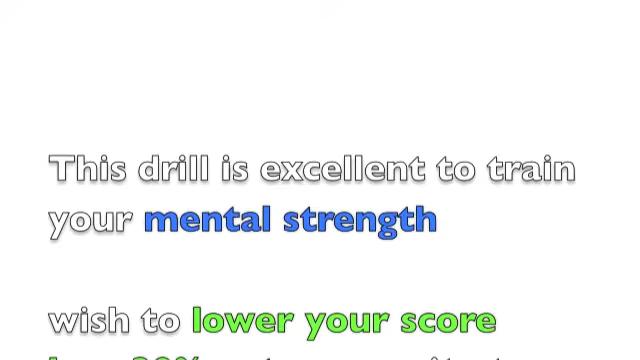 This drill is excellent to train
your mental strength
wish to lower your score